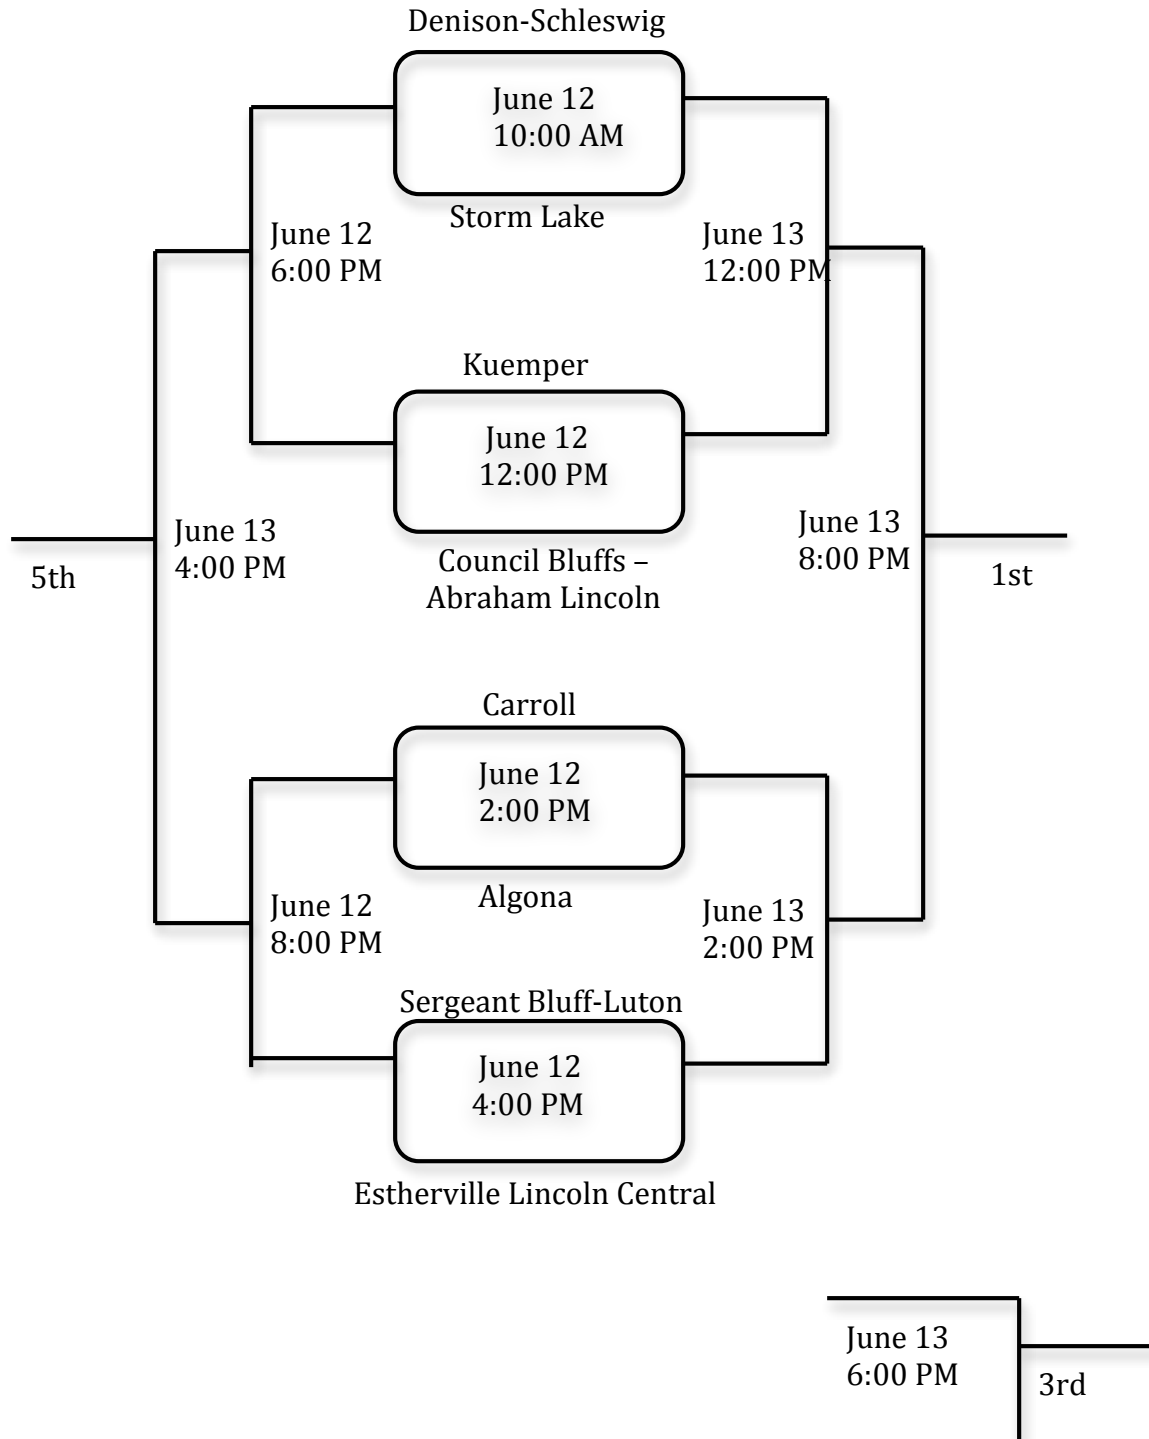 Denison-Schleswig
June 12
10:00 AM
Storm Lake
June 12
6:00 PM
June 13
12:00 PM
Kuemper
June 12
12:00 PM
Council Bluffs –
Abraham Lincoln
June 13
4:00 PM
5th
June 13
8:00 PM
1st
Carroll
June 12
2:00 PM
Algona
June 12
8:00 PM
June 13
2:00 PM
Sergeant Bluff-Luton
June 12
4:00 PM
Estherville Lincoln Central
June 13
6:00 PM
3rd